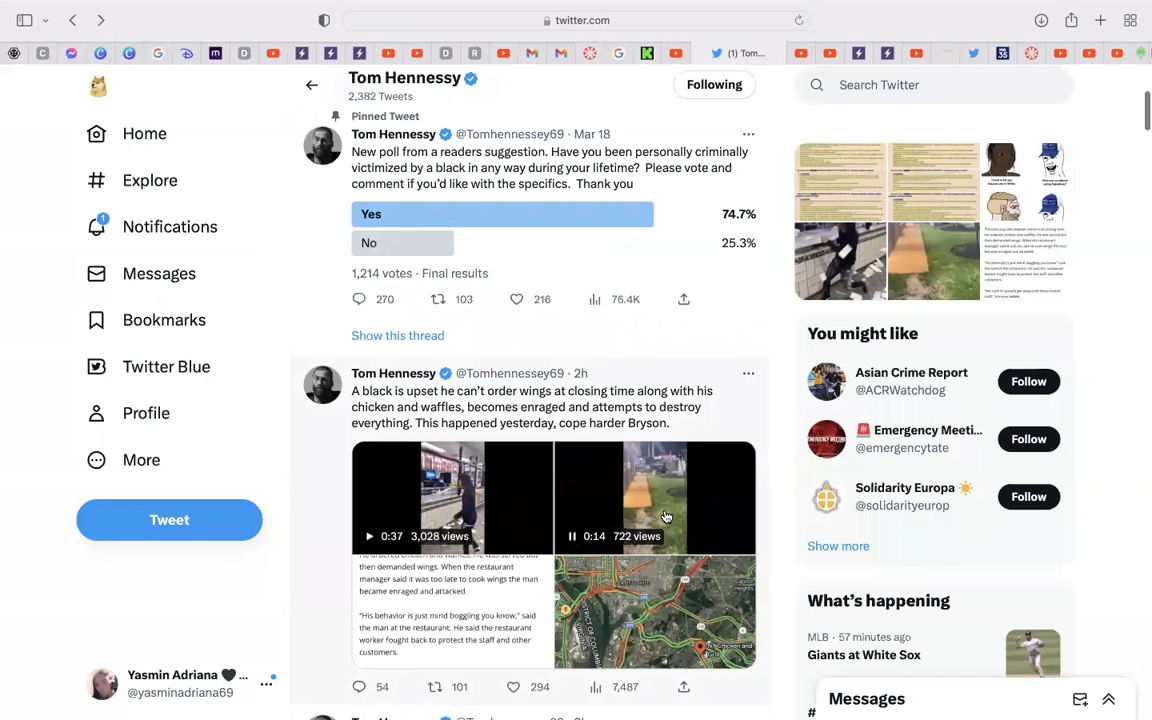 twitter.com
(1) Tom...
Tom Hennessy
2,382 Tweets
Following
Search Twitter
Home
Explore
1
Notifications
Messages
Bookmarks
Twitter Blue
Profile
More
Tweet
Yasmin Adriana 🖤 ...
@yasminadriana69
Pinned Tweet
Tom Hennessy @Tomhennessey69 · Mar 18
New poll from a readers suggestion. Have you been personally criminally
victimized by a black in any way during your lifetime? Please vote and
comment if you'd like with the specifics. Thank you
Yes 74.7%
No 25.3%
1,214 votes · Final results
270 103 216 76.4K
Show this thread
Tom Hennessy @Tomhennessey69 · 2h
A black is upset he can't order wings at closing time along with his
chicken and waffles, becomes enraged and attempts to destroy
everything. This happened yesterday, cope harder Bryson.
0:37 3,028 views
0:14 722 views
then demanded wings. When the restaurant
manager said it was too late to cook wings the man
became enraged and attacked.
"His behavior is just mind boggling you know," said
the man at the restaurant. He said the restaurant
worker fought back to protect the staff and other
customers.
54 101 294 7,487
You might like
Asian Crime Report
@ACRWatchdog
Follow
🚨 Emergency Meeti...
@emergencytate
Follow
Solidarity Europa ☀️
@solidarityeurop
Follow
Show more
What's happening
MLB · 57 minutes ago
Giants at White Sox
Messages